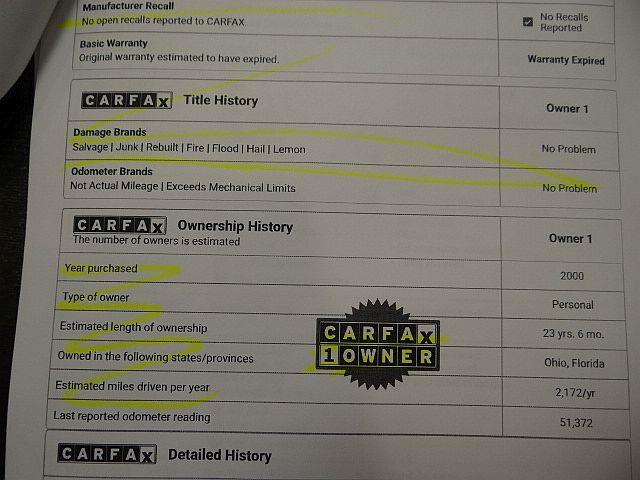 Manufacturer Recall
No open recalls reported to CARFAX.
No Recalls
Reported
Basic Warranty
Original warranty estimated to have expired.
Warranty Expired
CARFAX Title History
Owner 1
Damage Brands
Salvage | Junk | Rebuilt | Fire | Flood | Hail | Lemon
No Problem
Odometer Brands
Not Actual Mileage | Exceeds Mechanical Limits
No Problem
CARFAX Ownership History
The number of owners is estimated
Owner 1
Year purchased
2000
Type of owner
Personal
Estimated length of ownership
23 yrs. 6 mo.
Owned in the following states/provinces
Ohio, Florida
Estimated miles driven per year
2,172/yr
Last reported odometer reading
51,372
CARFAX
1 OWNER
CARFAX Detailed History